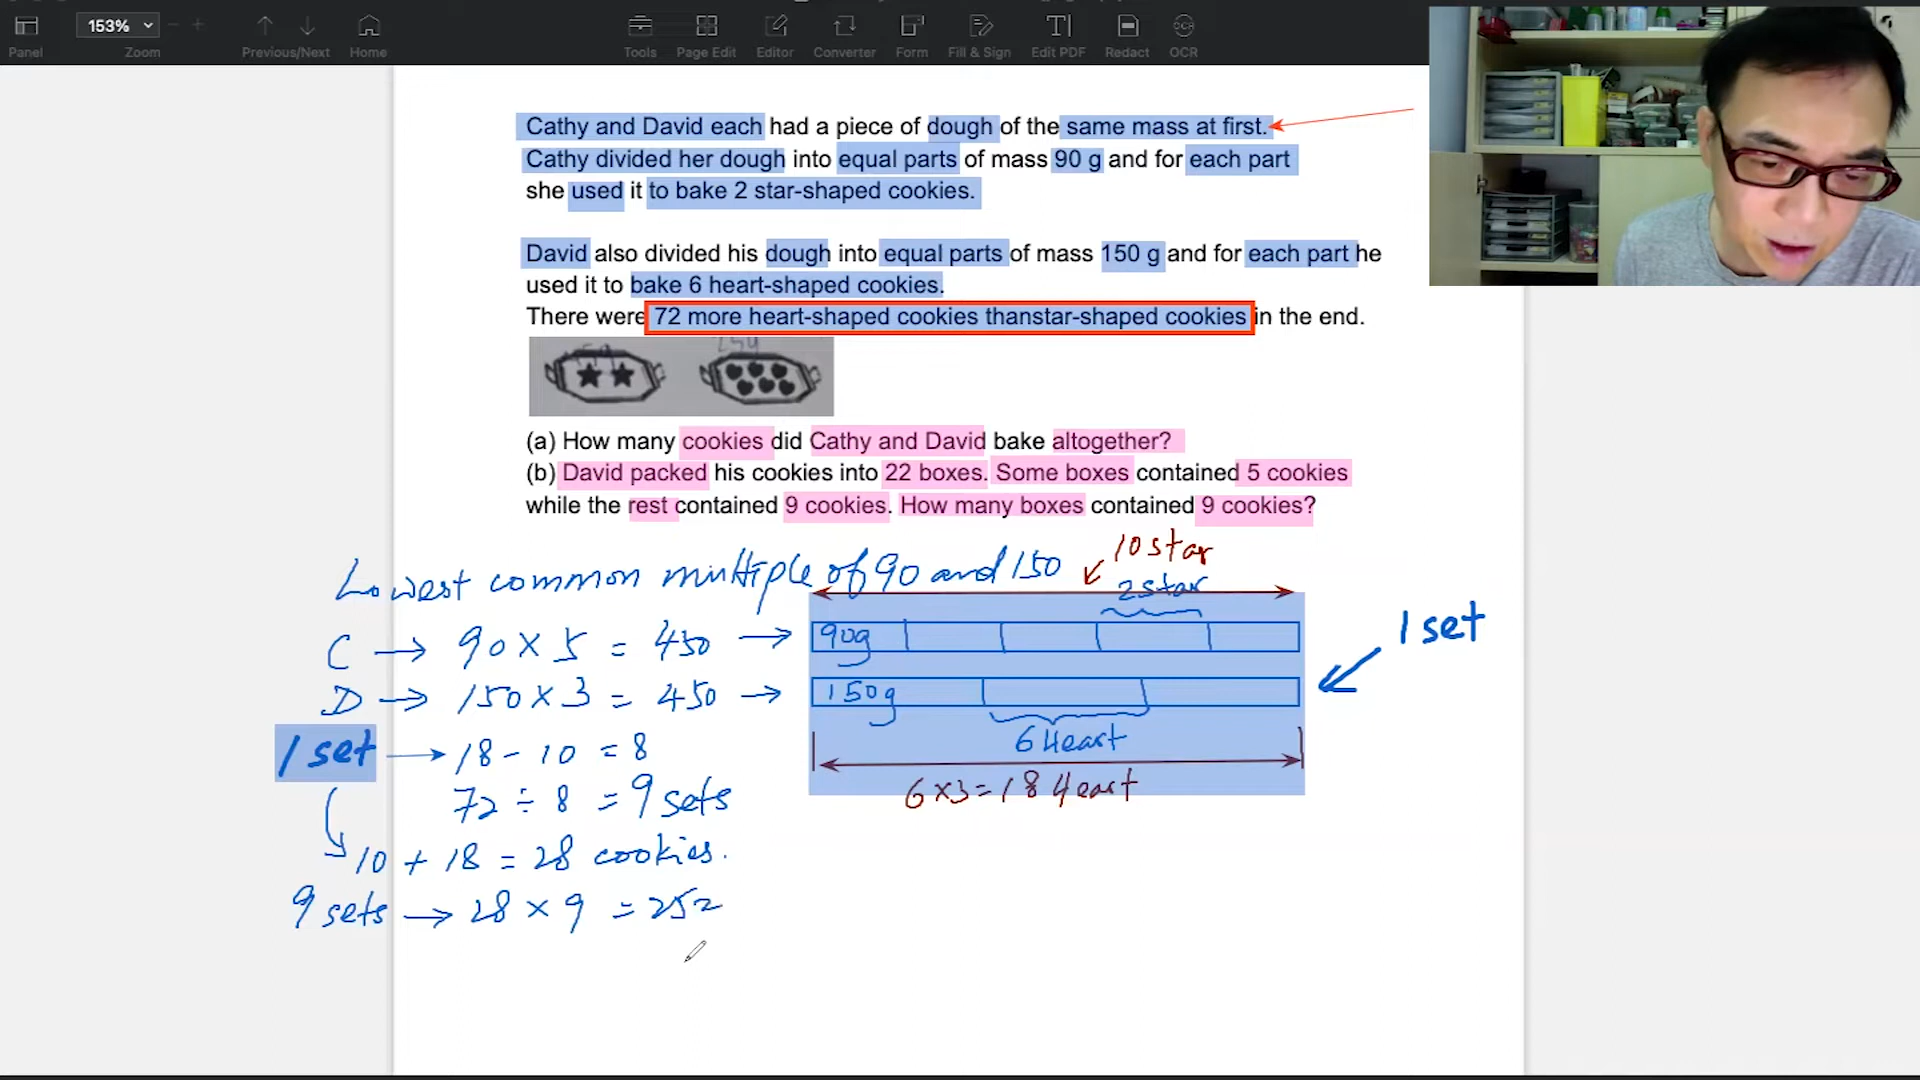 153%
Panel Zoom Previous/Next Home Tools Page Edit Editor Converter Form Fill & Sign Edit PDF Redact OCR
Cathy and David each had a piece of dough of the same mass at first.
Cathy divided her dough into equal parts of mass 90 g and for each part
she used it to bake 2 star-shaped cookies.
David also divided his dough into equal parts of mass 150 g and for each part he
used it to bake 6 heart-shaped cookies.
There were 72 more heart-shaped cookies thanstar-shaped cookies in the end.
(a) How many cookies did Cathy and David bake altogether?
(b) David packed his cookies into 22 boxes. Some boxes contained 5 cookies
while the rest contained 9 cookies. How many boxes contained 9 cookies?
10 star
Lowest common multiple of 90 and 150
2 star
C → 90 × 5 = 450 → 90g
1 set
D → 150 × 3 = 450 → 150g
6 Heart
1 set → 18 - 10 = 8
6×3=18 Heart
72 ÷ 8 = 9 sets
10 + 18 = 28 cookies.
9 sets → 28 × 9 = 252